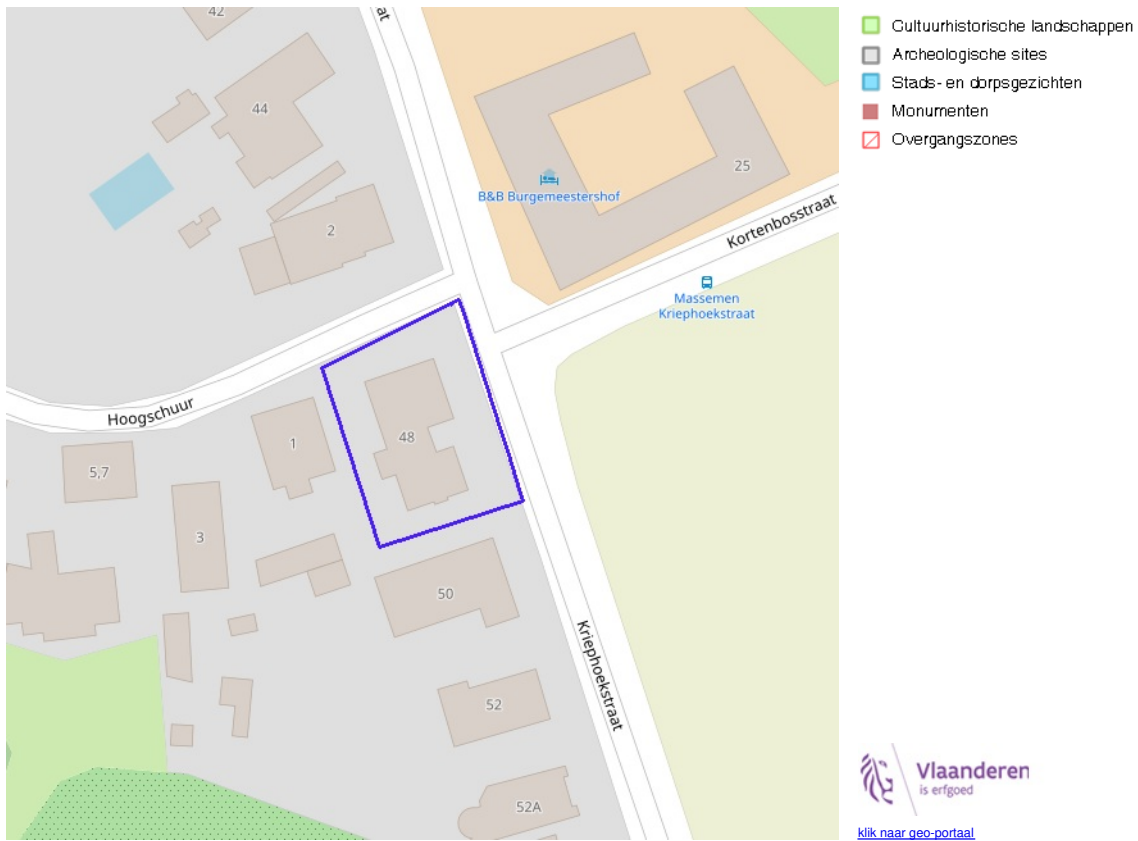 42
at
44
2
B&B Burgemeestershof
25
Kortenbosstraat
Massemen
Kriephoekstraat
Hoogschuur
1
48
5,7
3
50
Kriephoekstraat
52
52A
Cultuurhistorische landschappen
Archeologische sites
Stads- en dorpsgezichten
Monumenten
Overgangszones
Vlaanderen
is erfgoed
klik naar geo-portaal